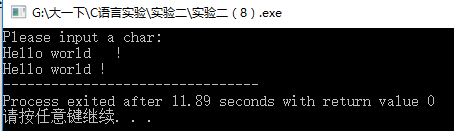 G:\大一下\C语言实验\实验二\实验二（8）.exe
Please input a char:
Hello world   !
Hello world !
--------------------------------
Process exited after 11.89 seconds with return value 0
请按任意键继续. . .